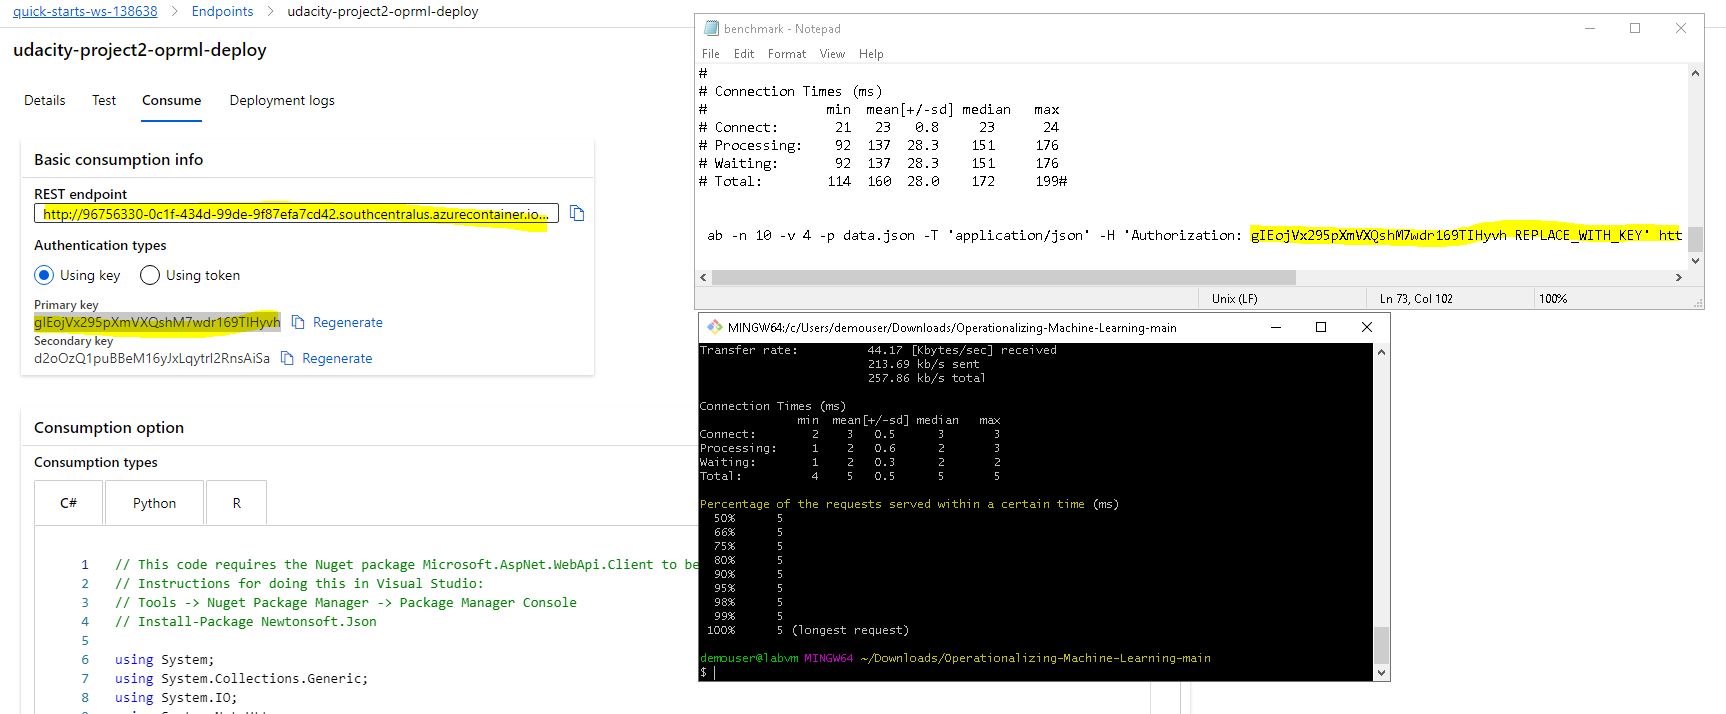 quick-starts-ws-138638 > Endpoints > udacity-project2-oprml-deploy
udacity-project2-oprml-deploy
Details Test Consume Deployment logs
Basic consumption info
REST endpoint
http://96756330-0c1f-434d-99de-9f87efa7cd42.southcentralus.azurecontainer.io...
Authentication types
Using key Using token
Primary key
gIEojVx295pXmVXQshM7wdr169TIHyvh Regenerate
Secondary key
d2oOzQ1puBBeM16yJxLqytrI2RnsAiSa Regenerate
Consumption option
Consumption types
C# Python R
1 // This code requires the Nuget package Microsoft.AspNet.WebApi.Client to be
2 // Instructions for doing this in Visual Studio:
3 // Tools -> Nuget Package Manager -> Package Manager Console
4 // Install-Package Newtonsoft.Json
5
6 using System;
7 using System.Collections.Generic;
8 using System.IO;
benchmark - Notepad
File Edit Format View Help
#
# Connection Times (ms)
# min mean[+/-sd] median max
# Connect: 21 23 0.8 23 24
# Processing: 92 137 28.3 151 176
# Waiting: 92 137 28.3 151 176
# Total: 114 160 28.0 172 199#
ab -n 10 -v 4 -p data.json -T 'application/json' -H 'Authorization: gIEojVx295pXmVXQshM7wdr169TIHyvh REPLACE_WITH_KEY' htt
Unix (LF) Ln 73, Col 102 100%
MINGW64:/c/Users/demouser/Downloads/Operationalizing-Machine-Learning-main
Transfer rate: 44.17 [Kbytes/sec] received
213.69 kb/s sent
257.86 kb/s total
Connection Times (ms)
min mean[+/-sd] median max
Connect: 2 3 0.5 3 3
Processing: 1 2 0.6 2 3
Waiting: 1 2 0.3 2 2
Total: 4 5 0.5 5 5
Percentage of the requests served within a certain time (ms)
50% 5
66% 5
75% 5
80% 5
90% 5
95% 5
98% 5
99% 5
100% 5 (longest request)
demouser@labvm MINGW64 ~/Downloads/Operationalizing-Machine-Learning-main
$